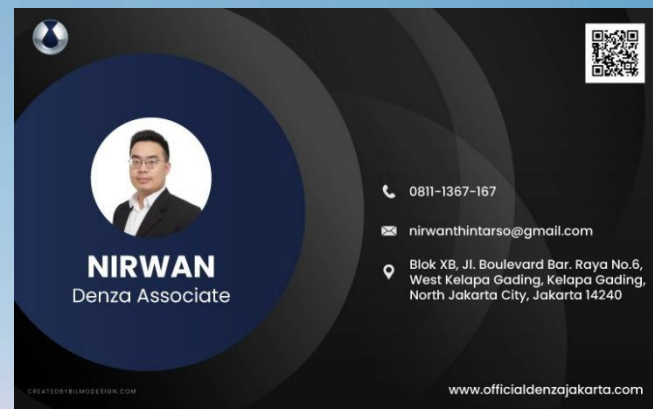 NIRWAN
Denza Associate
0811-1367-167
nirwanthintarso@gmail.com
Blok XB, Jl. Boulevard Bar. Raya No.6,
West Kelapa Gading, Kelapa Gading,
North Jakarta City, Jakarta 14240
CREATEDBYBILMODESIGN.COM
www.officialdenzajakarta.com